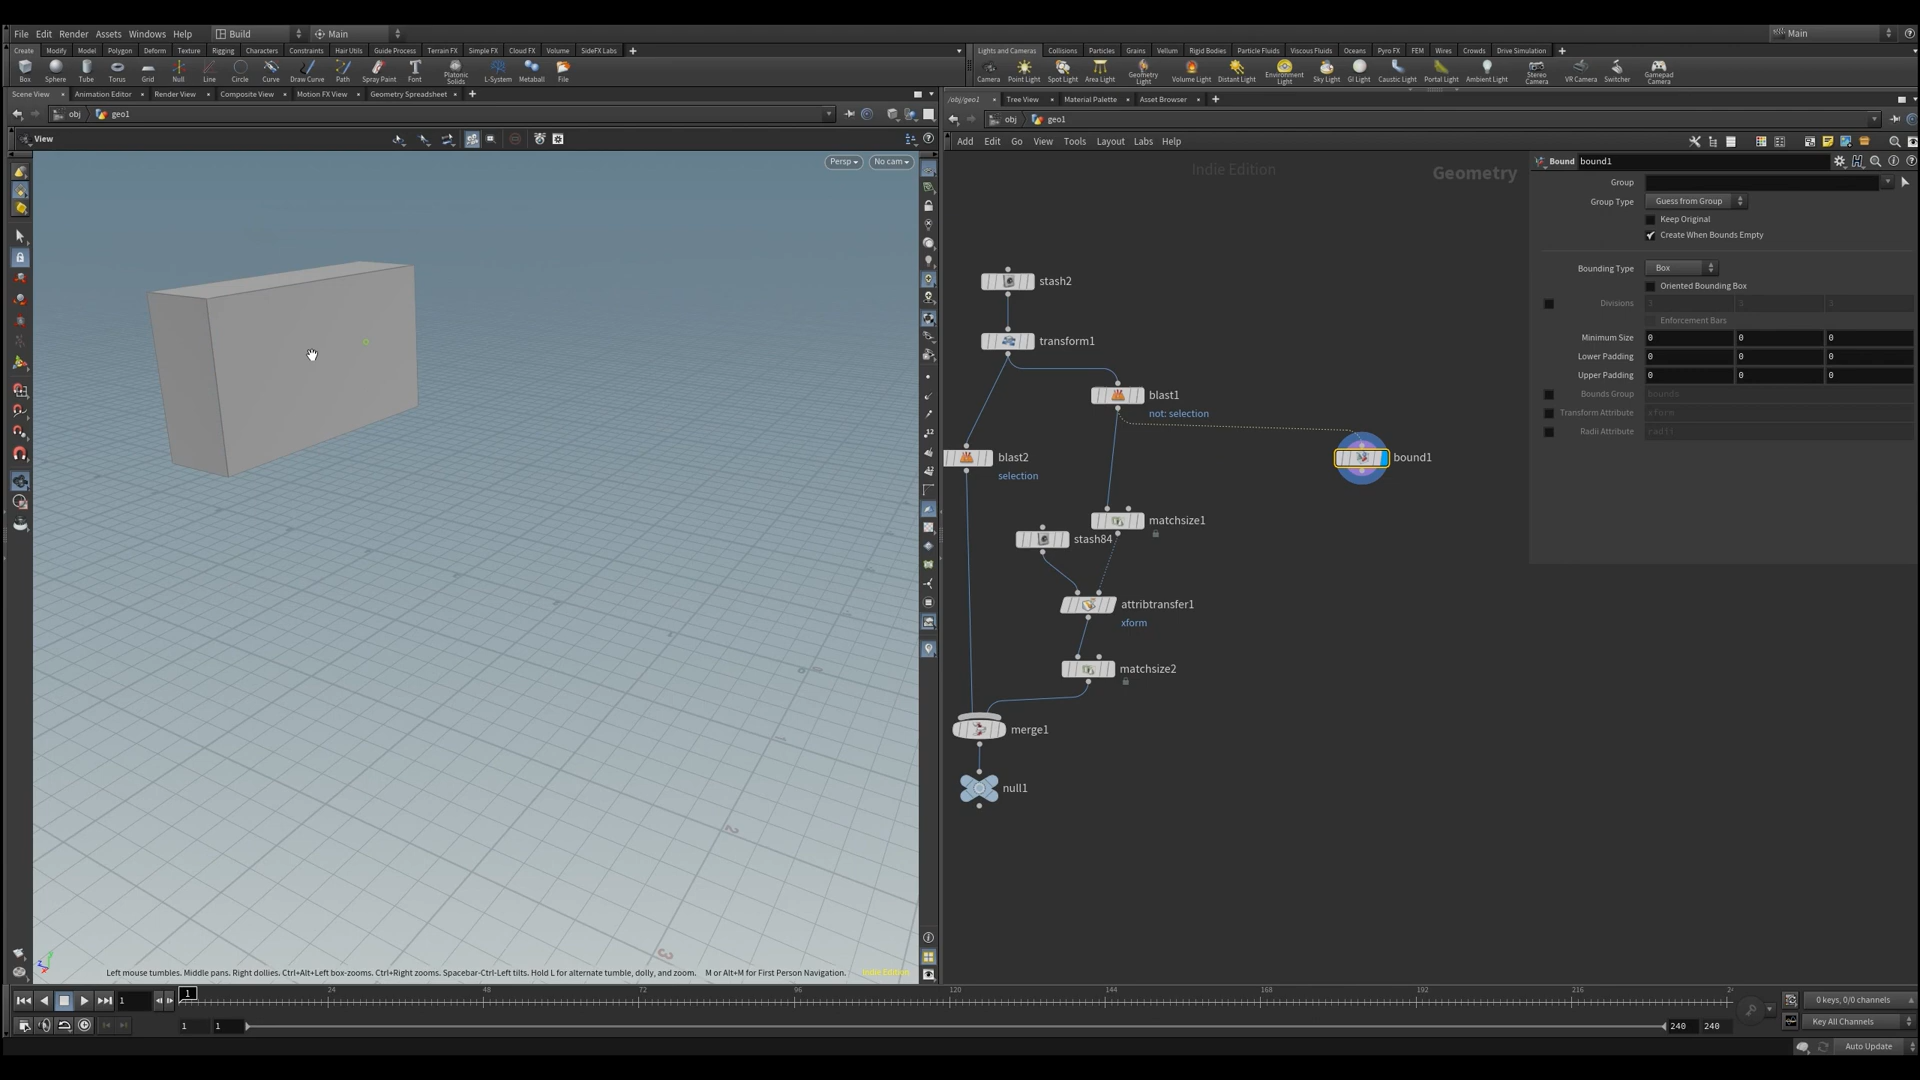 File Edit Render Assets Windows Help Build Main Main
Create Modify Model Polygon Deform Texture Rigging Characters Constraints Hair Utils Guide Process Terrain FX Simple FX Cloud FX Volume SideFX Labs
Lights and Cameras Collisions Particles Grains Vellum Rigid Bodies Particle Fluids Viscous Fluids Oceans Pyro FX FEM Wires Crowds Drive Simulation
Box Sphere Tube Torus Grid Null Line Circle Curve Draw Curve Path Spray Paint Font Platonic Solids L-System Metaball File
Camera Point Light Spot Light Area Light Geometry Light Volume Light Distant Light Environment Light Sky Light GI Light Caustic Light Portal Light Ambient Light Stereo Camera VR Camera Switcher Gamepad Camera
Scene View Animation Editor Render View Composite View Motion FX View Geometry Spreadsheet
/obj/geo1 Tree View Material Palette Asset Browser
obj geo1
obj geo1
View
Add Edit Go View Tools Layout Labs Help
Persp No cam
Indie Edition
Geometry
Bound bound1
Group
Group Type Guess from Group
Keep Original
Create When Bounds Empty
Bounding Type Box
Oriented Bounding Box
Divisions 3 3 3
Enforcement Bars
Minimum Size 0 0 0
Lower Padding 0 0 0
Upper Padding 0 0 0
Bounds Group bounds
Transform Attribute xform
Radii Attribute radii
stash2
transform1
blast1
not: selection
blast2
selection
bound1
matchsize1
stash84
attribtransfer1
xform
matchsize2
merge1
null1
Left mouse tumbles. Middle pans. Right dollies. Ctrl+Alt+Left box-zooms. Ctrl+Right zooms. Spacebar-Ctrl-Left tilts. Hold L for alternate tumble, dolly, and zoom. M or Alt+M for First Person Navigation.
Indie Edition
1 1 24 48 72 96 120 144 168 192 216
0 keys, 0/0 channels
1 1 240 240
Key All Channels
Auto Update